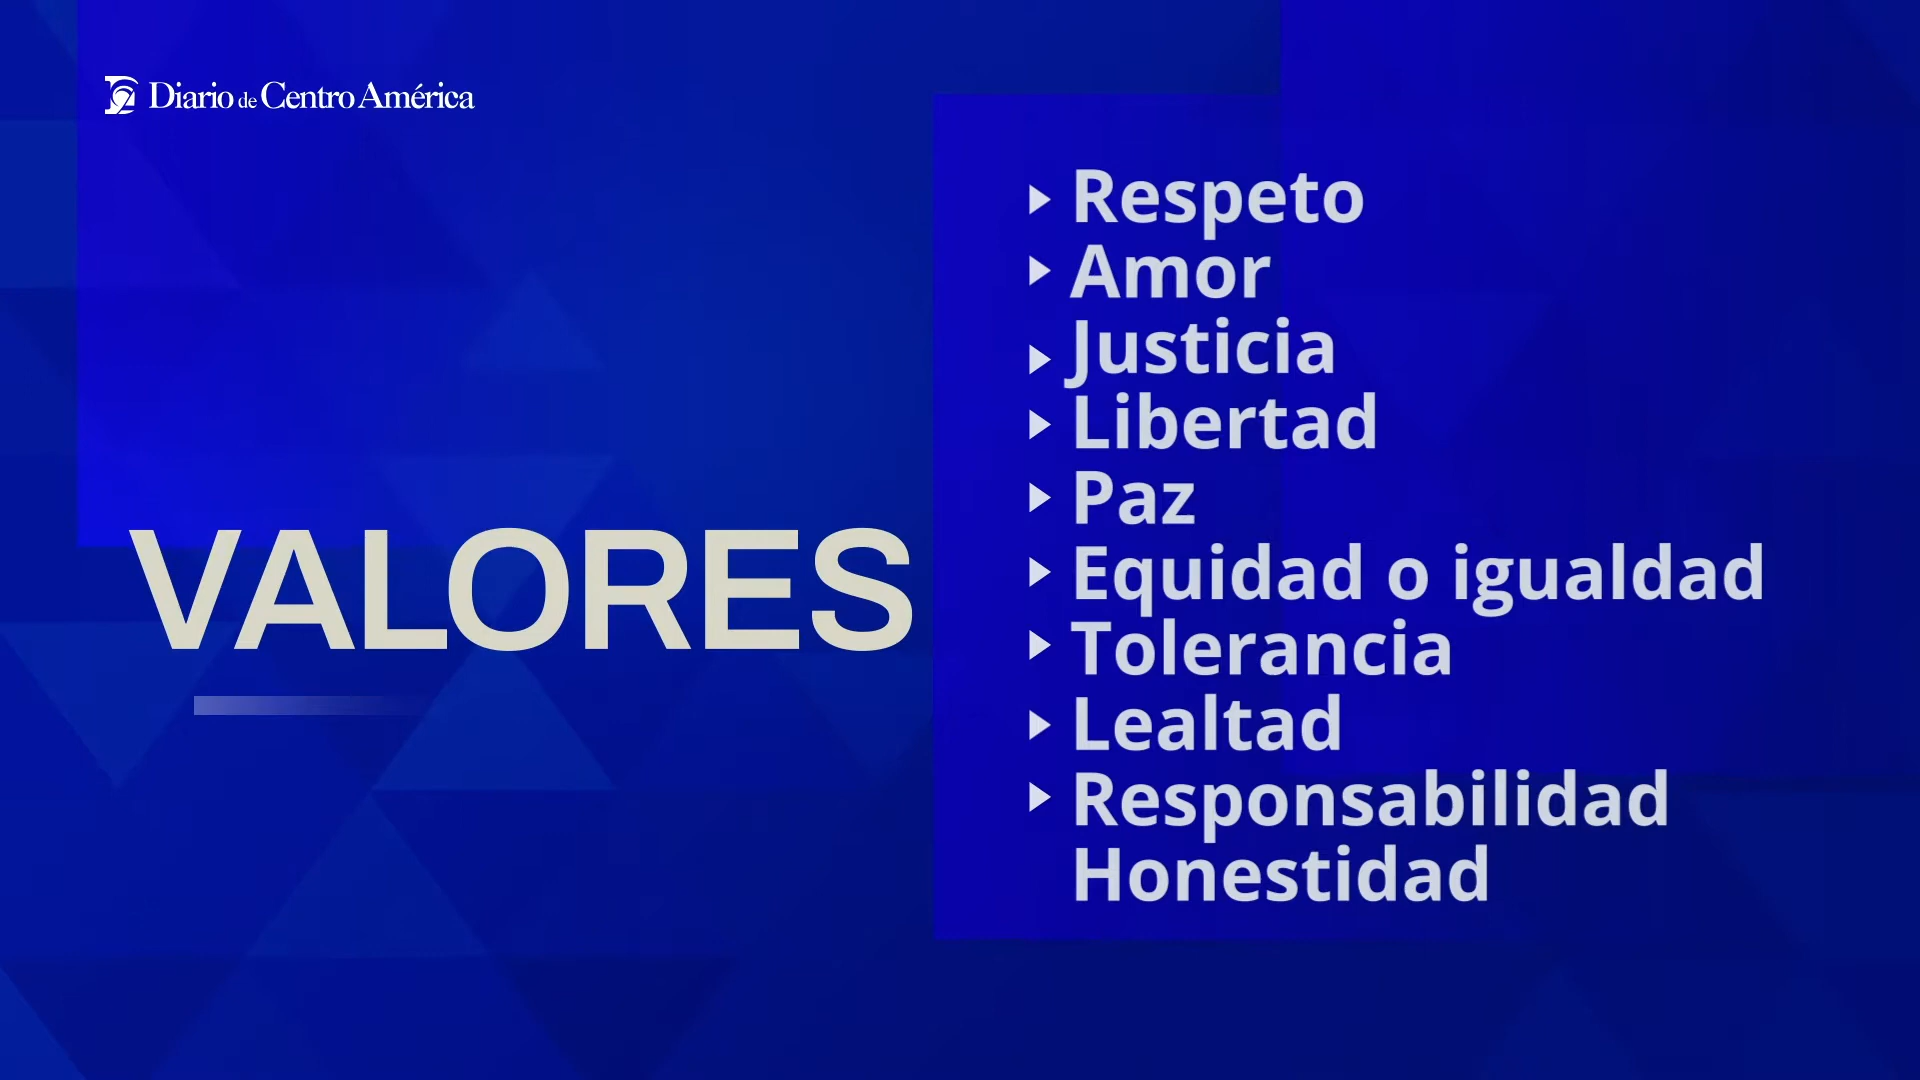 Diario de Centro América
VALORES
Respeto
Amor
Justicia
Libertad
Paz
Equidad o igualdad
Tolerancia
Lealtad
Responsabilidad
Honestidad